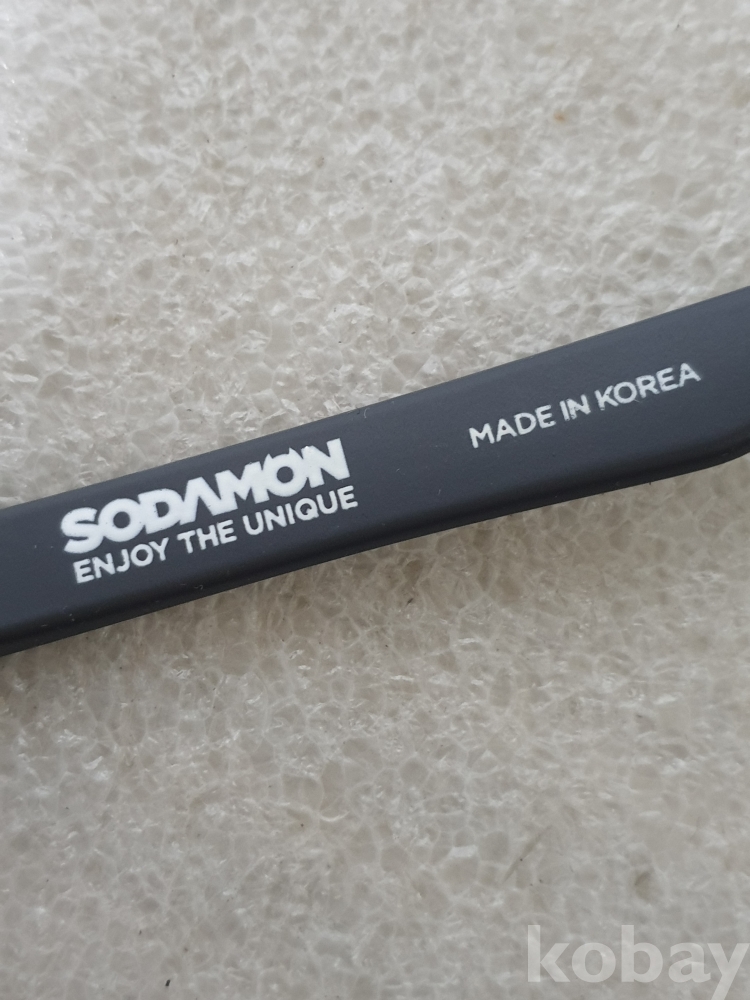 SODAMON
ENJOY THE UNIQUE
MADE IN KOREA
kobay